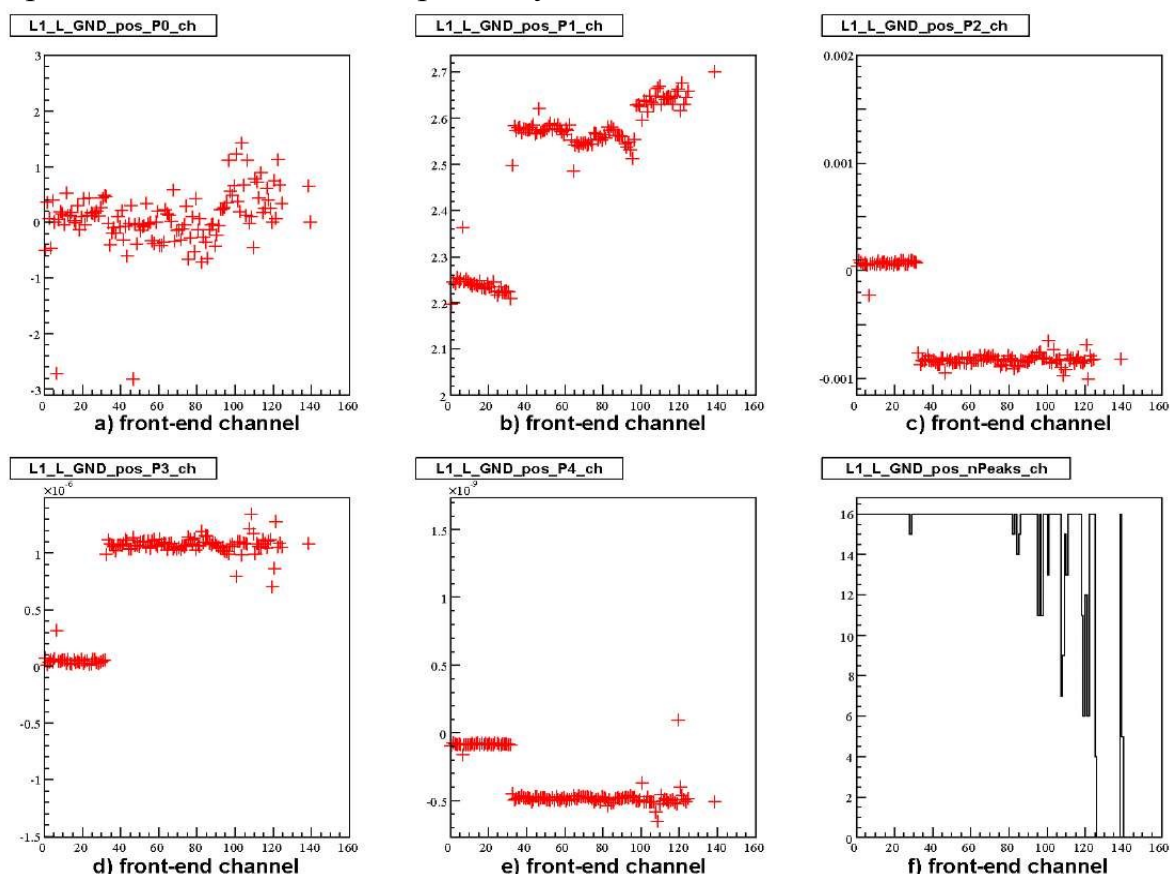 L1_L_GND_pos_P0_ch
3
2
1
0
-1
-2
-3
0 20 40 60 80 100 120 140 160
a) front-end channel
L1_L_GND_pos_P1_ch
2.7
2.6
2.5
2.4
2.3
2.2
2.1
2
0 20 40 60 80 100 120 140 160
b) front-end channel
L1_L_GND_pos_P2_ch
0.002
0.001
0
-0.001
0 20 40 60 80 100 120 140 160
c) front-end channel
L1_L_GND_pos_P3_ch
×10-6
1
0.5
0
-0.5
-1
-1.5
0 20 40 60 80 100 120 140 160
d) front-end channel
L1_L_GND_pos_P4_ch
×10-9
1.5
1
0.5
0
-0.5
0 20 40 60 80 100 120 140 160
e) front-end channel
L1_L_GND_pos_nPeaks_ch
16
14
12
10
8
6
4
2
0
0 20 40 60 80 100 120 140 160
f) front-end channel